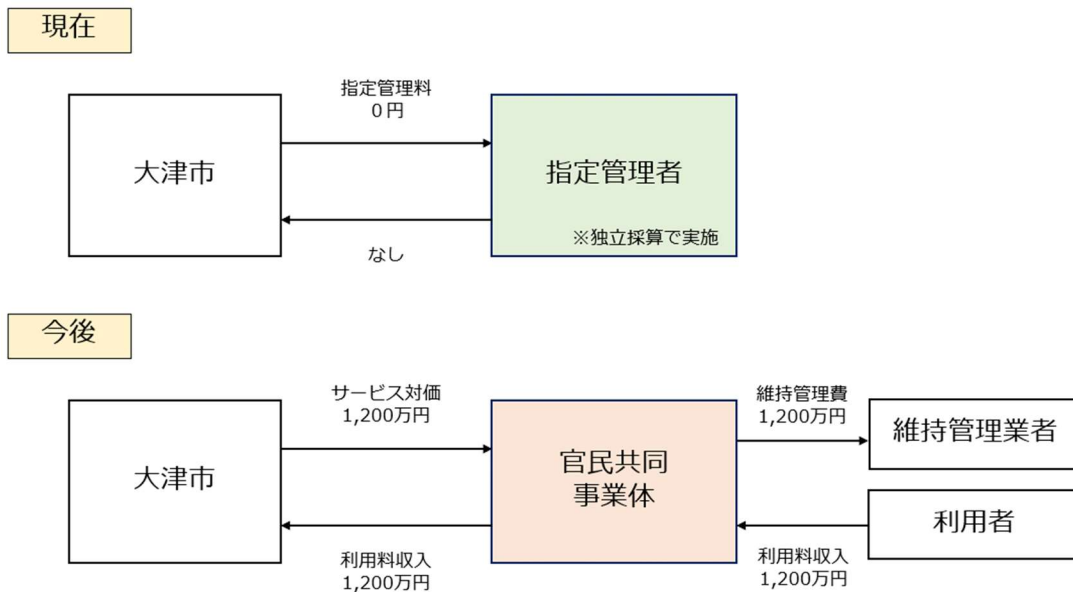 現在
指定管理料
０円
大津市
指定管理者
※独立採算で実施
なし
今後
サービス対価
1,200万円
維持管理費
1,200万円
大津市
官民共同
事業体
維持管理業者
利用者
利用料収入
1,200万円
利用料収入
1,200万円